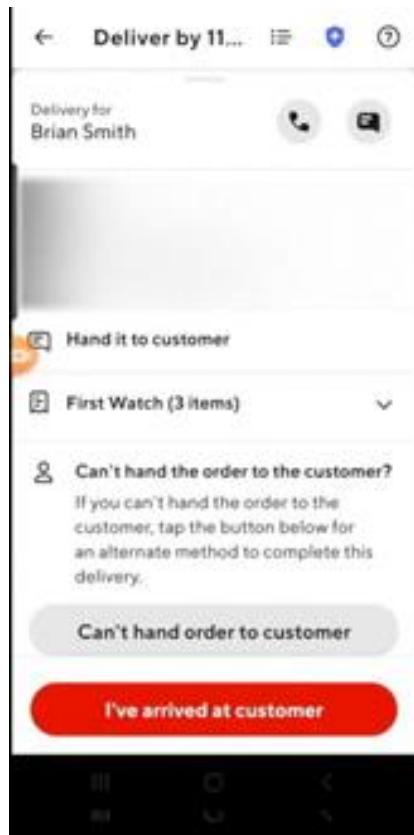 Deliver by 11...
Delivery for
Brian Smith
Hand it to customer
First Watch (3 items)
Can't hand the order to the customer?
If you can't hand the order to the
customer, tap the button below for
an alternate method to complete this
delivery.
Can't hand order to customer
I've arrived at customer